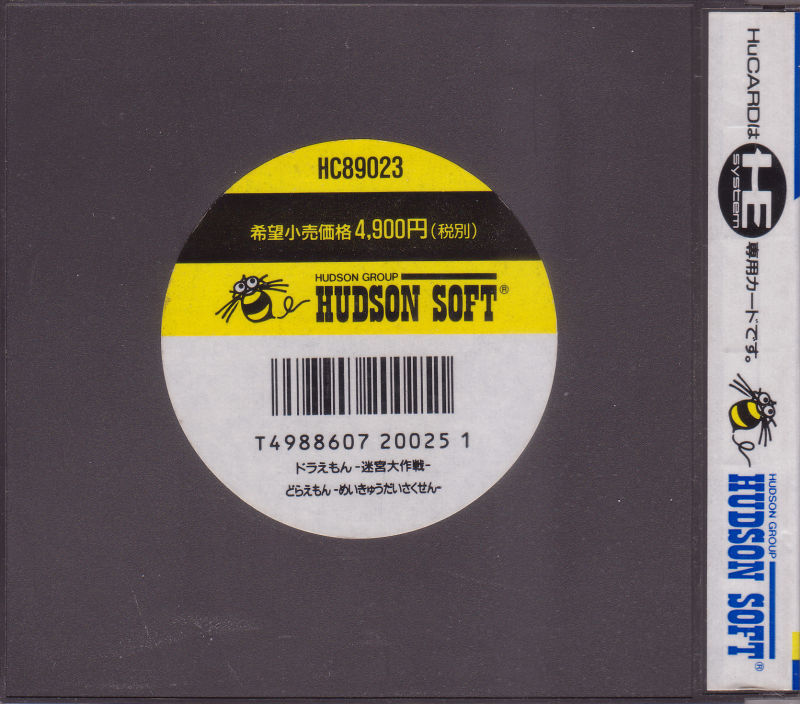 HC89023
希望小売価格4,900円(税別)
HUDSON GROUP
HUDSON SOFT®
T4988607 20025 1
ドラえもん-迷宮大作戦-
どらえもん-めいきゅうだいさくせん-
HuCARDは
HE
system
専用カードです。
HUDSON GROUP
HUDSON SOFT®